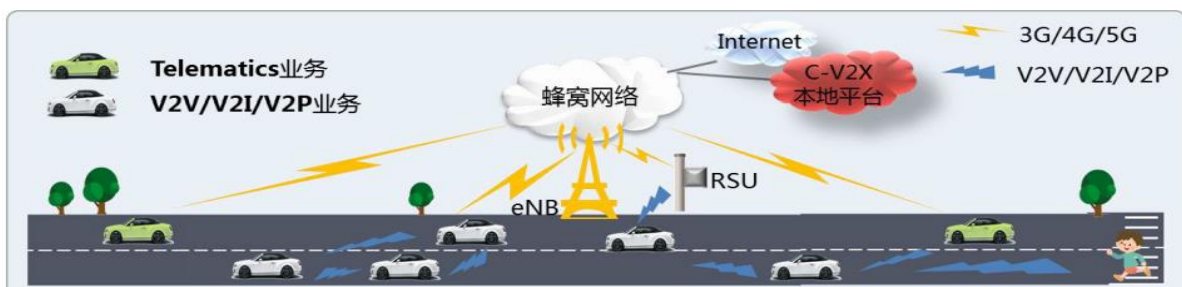 Telematics业务
V2V/V2I/V2P业务
Internet
C-V2X
本地平台
蜂窝网络
3G/4G/5G
V2V/V2I/V2P
eNB
RSU